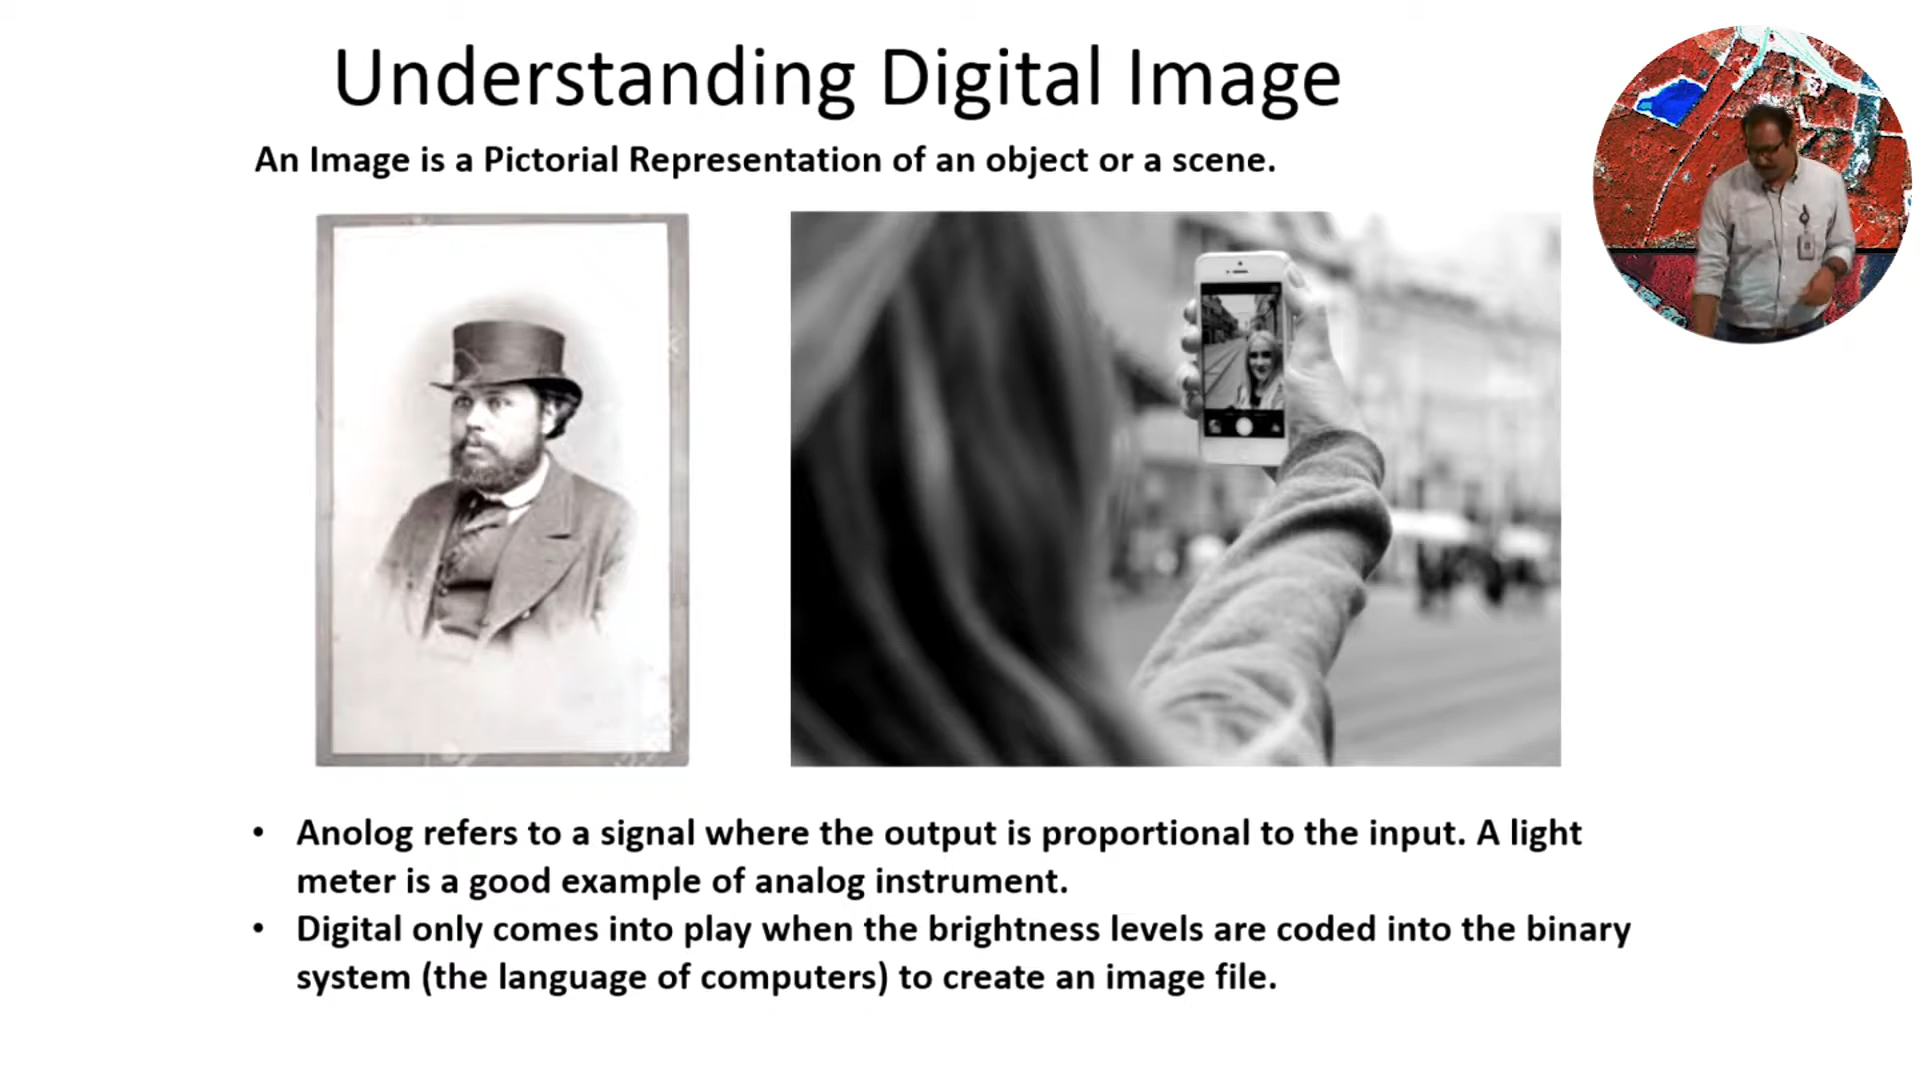 Understanding Digital Image
An Image is a Pictorial Representation of an object or a scene.
• Anolog refers to a signal where the output is proportional to the input. A light
meter is a good example of analog instrument.
• Digital only comes into play when the brightness levels are coded into the binary
system (the language of computers) to create an image file.